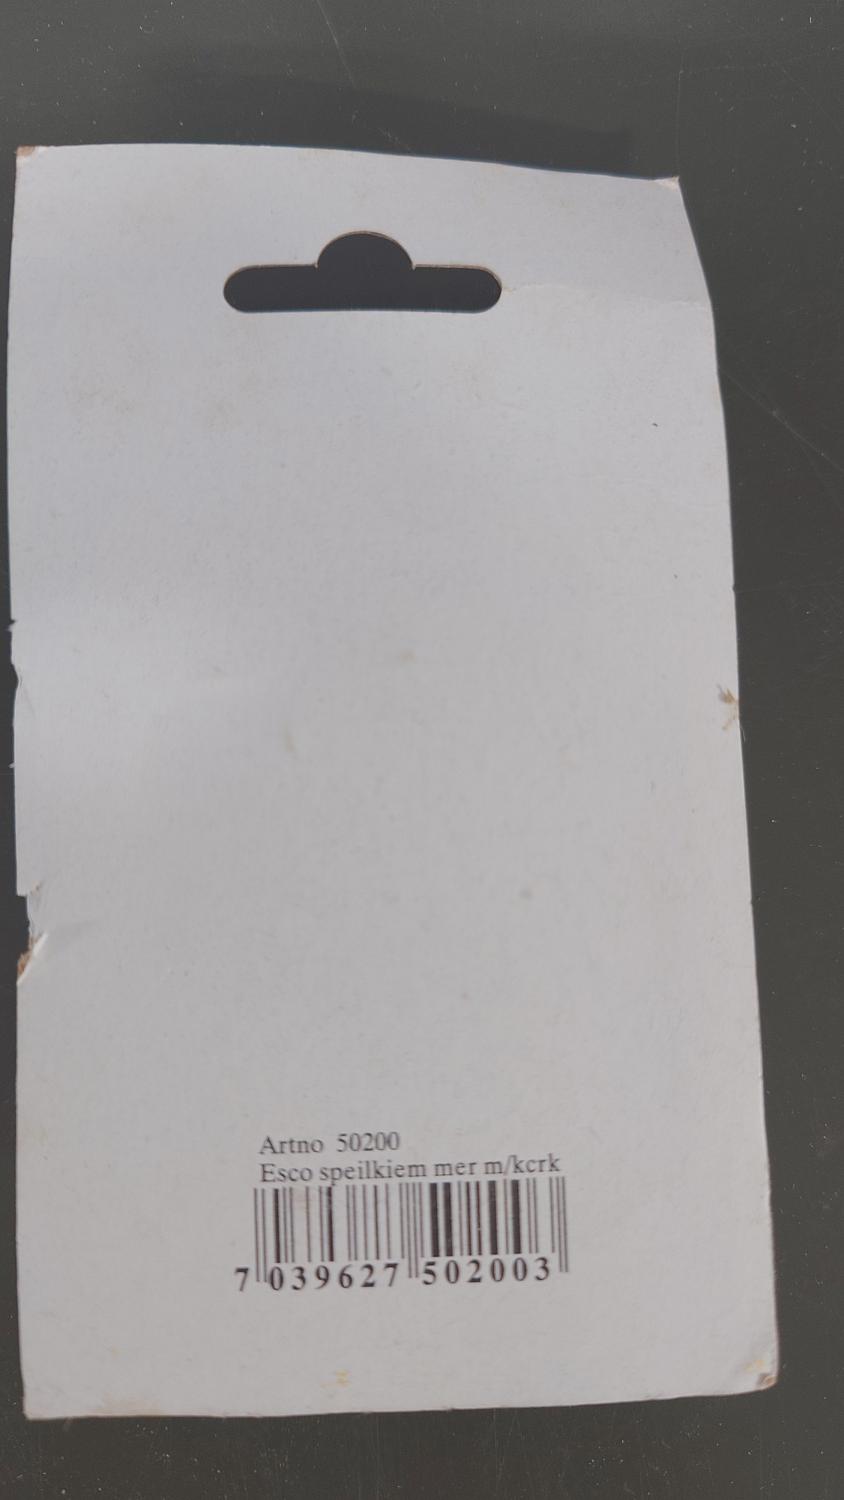 Artno 50200
Esco speilkiem mer m/kcrk
7 039627 502003